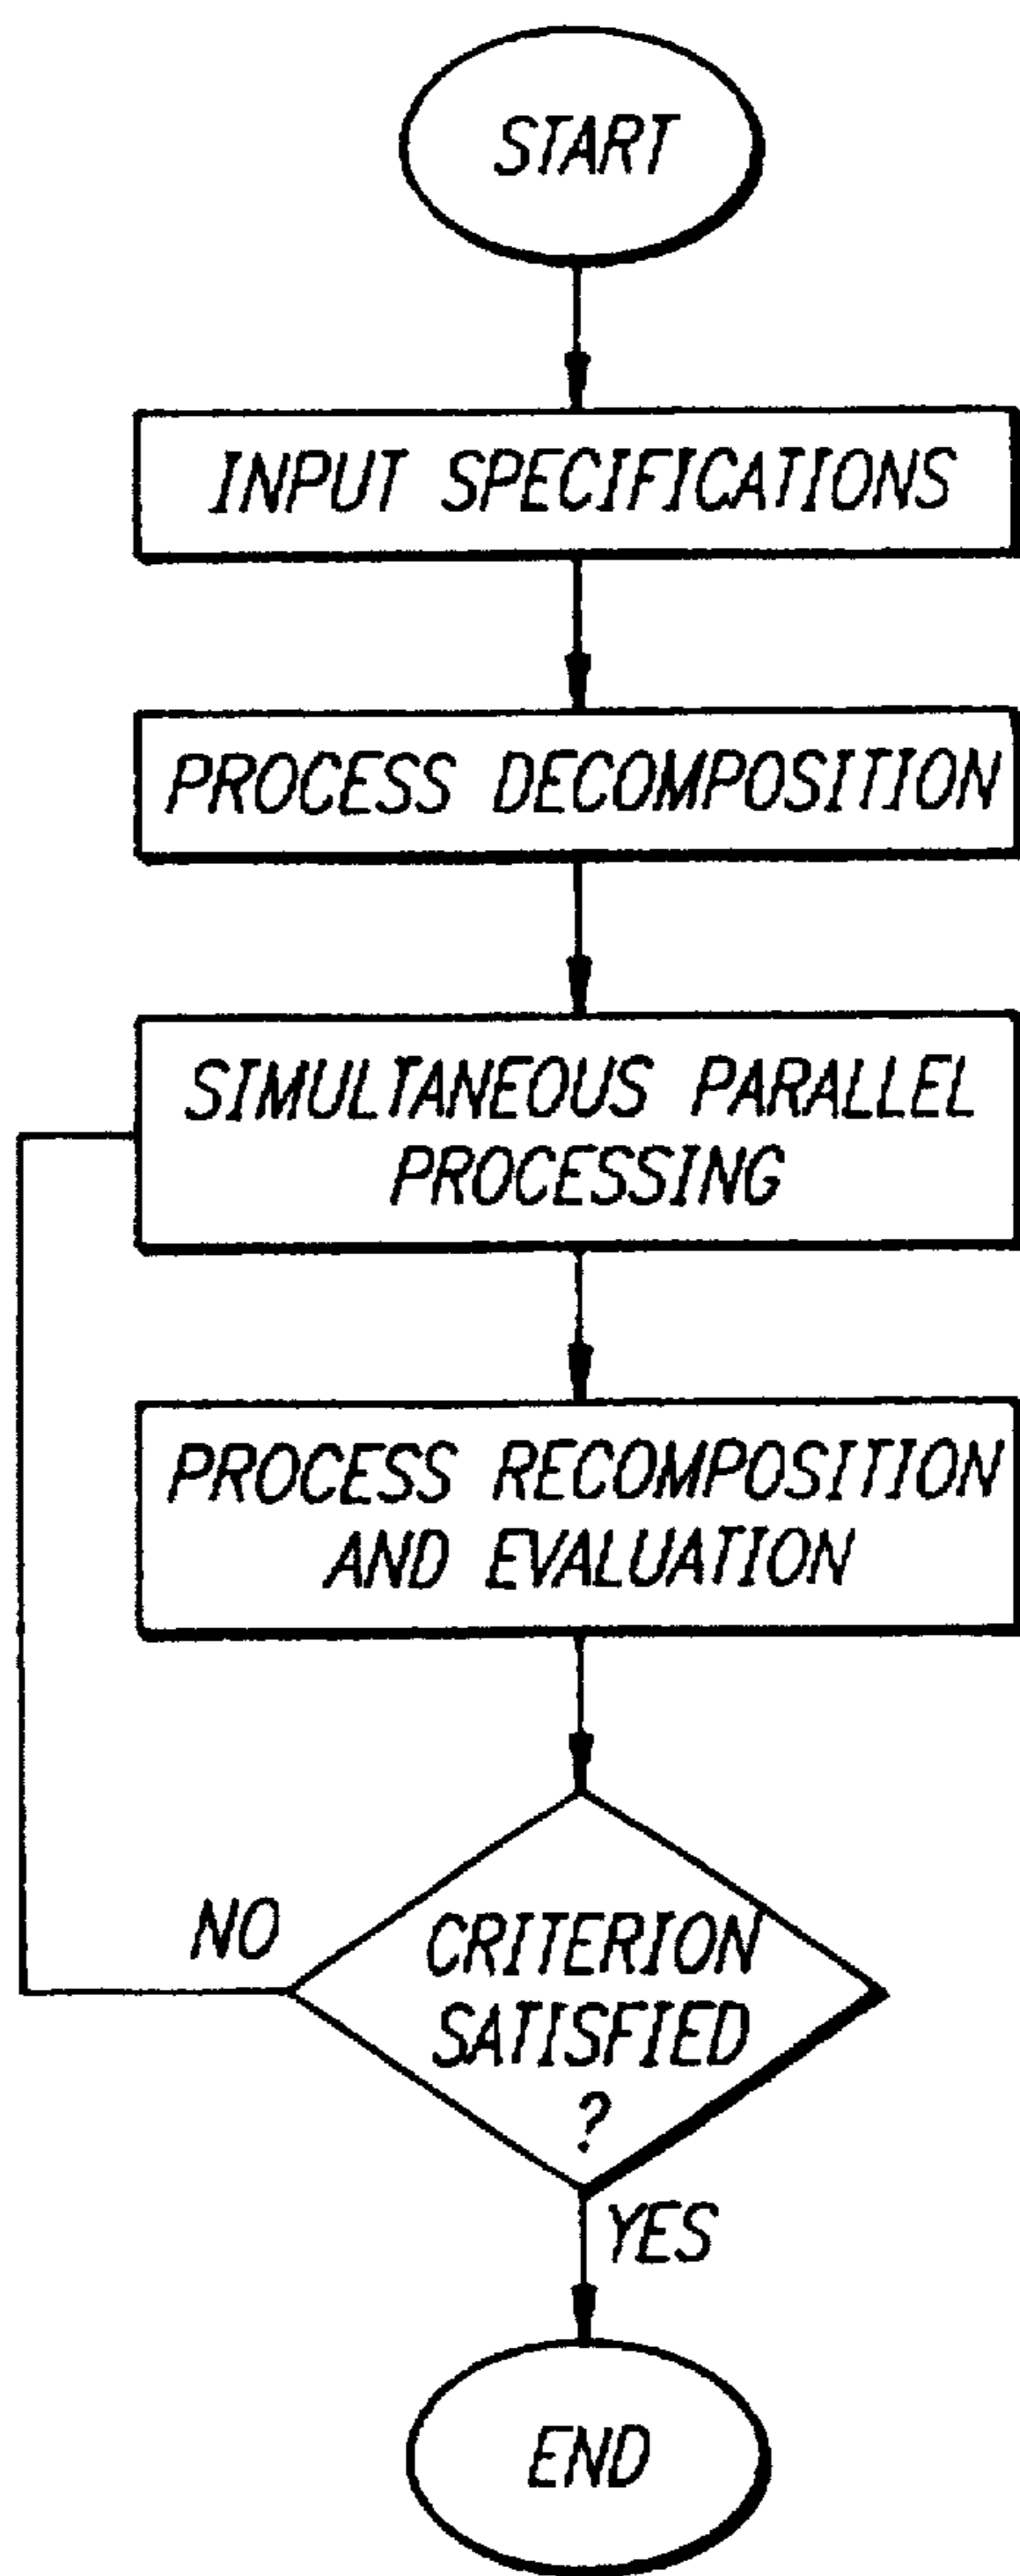 START
INPUT SPECIFICATIONS
PROCESS DECOMPOSITION
SIMULTANEOUS PARALLEL
PROCESSING
PROCESS RECOMPOSITION
AND EVALUATION
NO
CRITERION
SATISFIED
?
YES
END